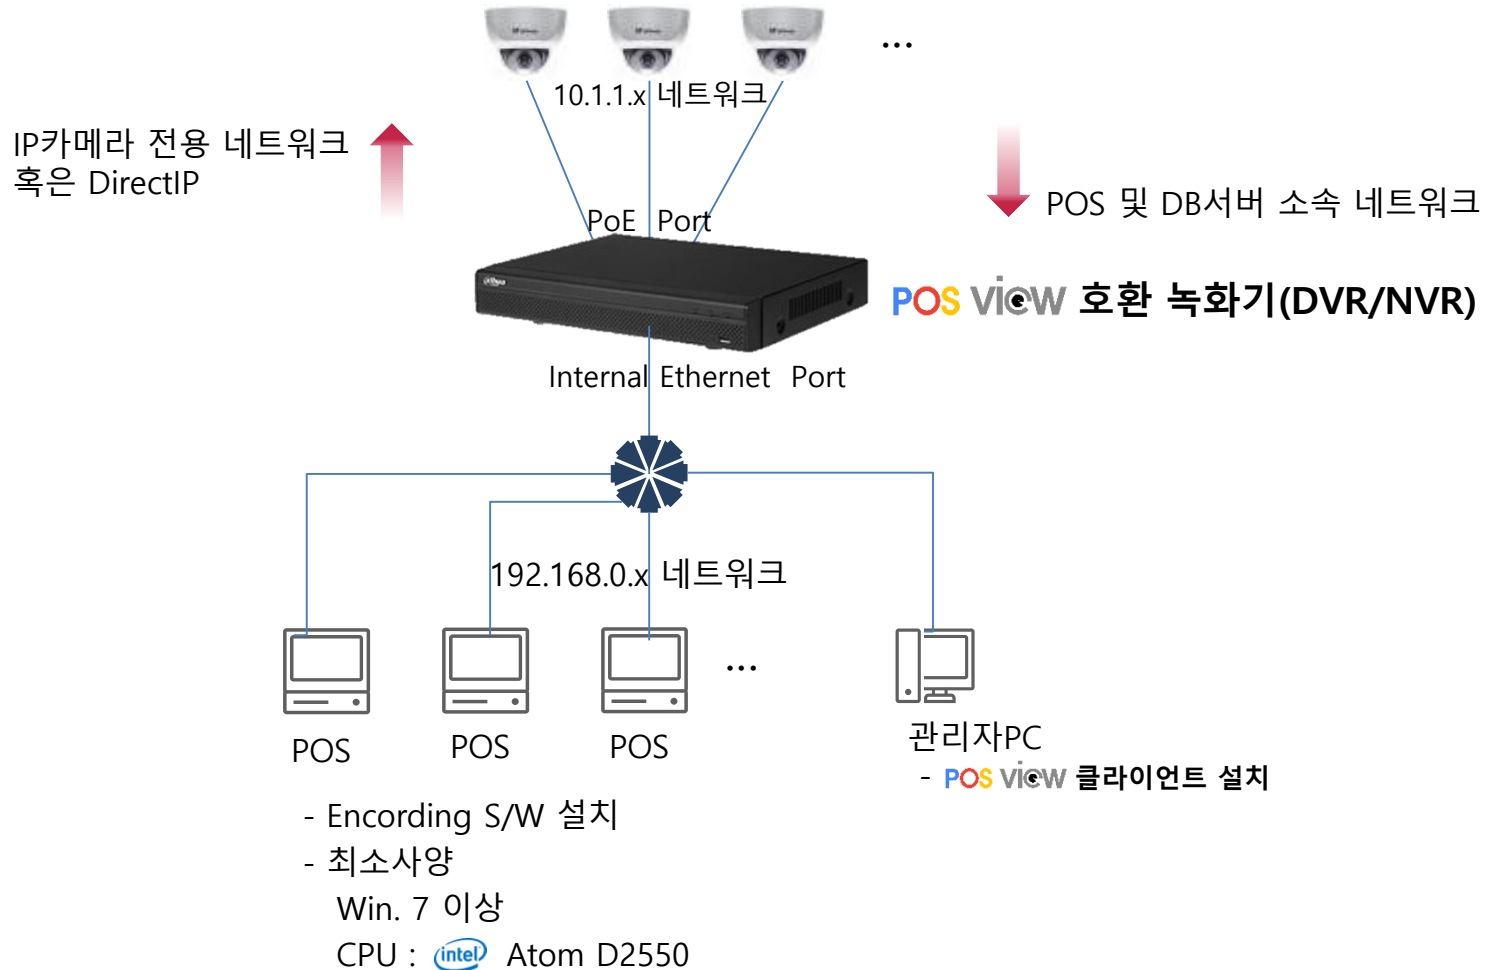 ...
10.1.1.x 네트워크
IP카메라 전용 네트워크
혹은 DirectIP
POS 및 DB서버 소속 네트워크
PoE Port
alhua
POS view 호환 녹화기(DVR/NVR)
Internal Ethernet Port
192.168.0.x 네트워크
...
POS
POS
POS
관리자PC
- POS view 클라이언트 설치
- Encording S/W 설치
- 최소사양
Win. 7 이상
CPU : intel Atom D2550